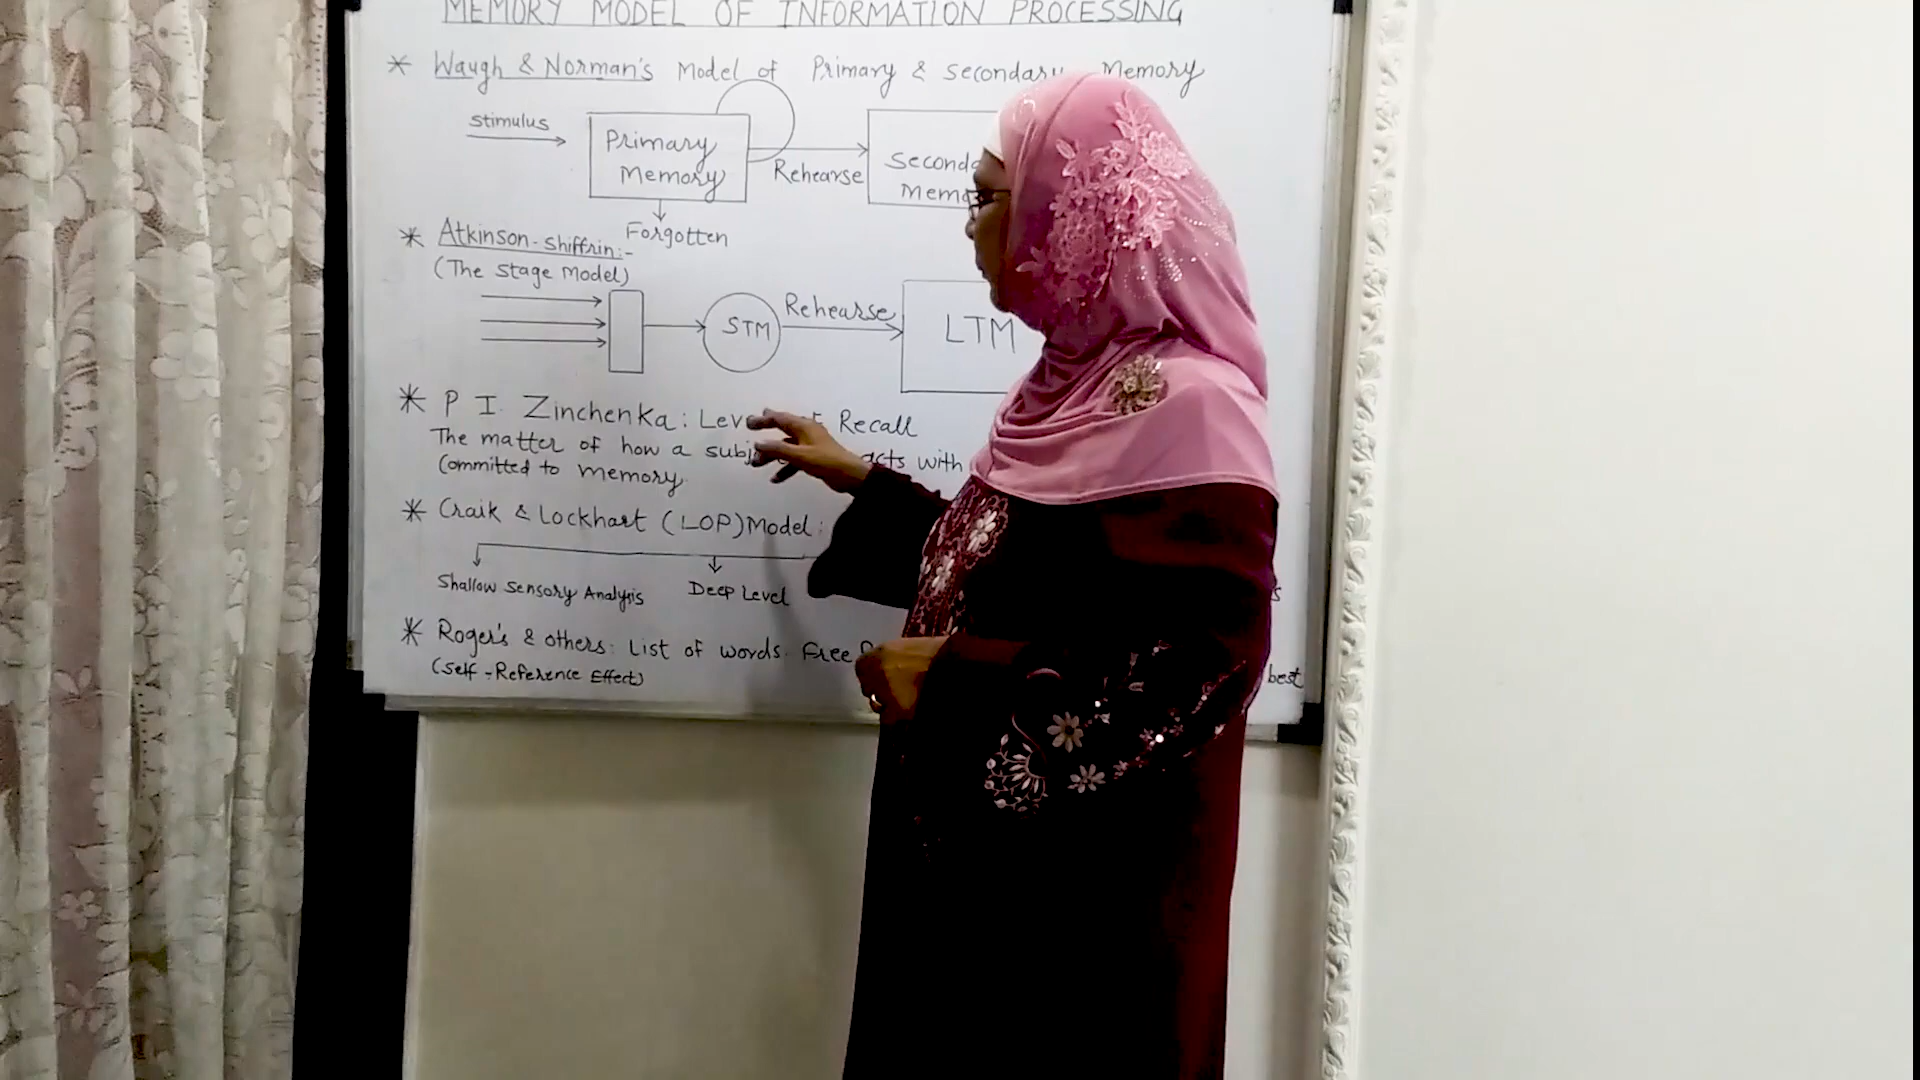 MEMORY MODEL OF INFORMATION PROCESSING
* Waugh & Norman's Model of Primary & Secondary Memory
Stimulus
Primary
Memory
Rehearse
Forgotten
* Atkinson-Shiffrin:-
(The Stage Model)
STM
Rehearse
LTM
* P I. Zinchenka: Recall
The matter of how a with
Committed to memory.
* Craik & Lockhart (LOP) Model:
Shallow Sensory Analysis
Deep Level
* Roger's & others: List of words. Free
(Self-Reference Effect) best